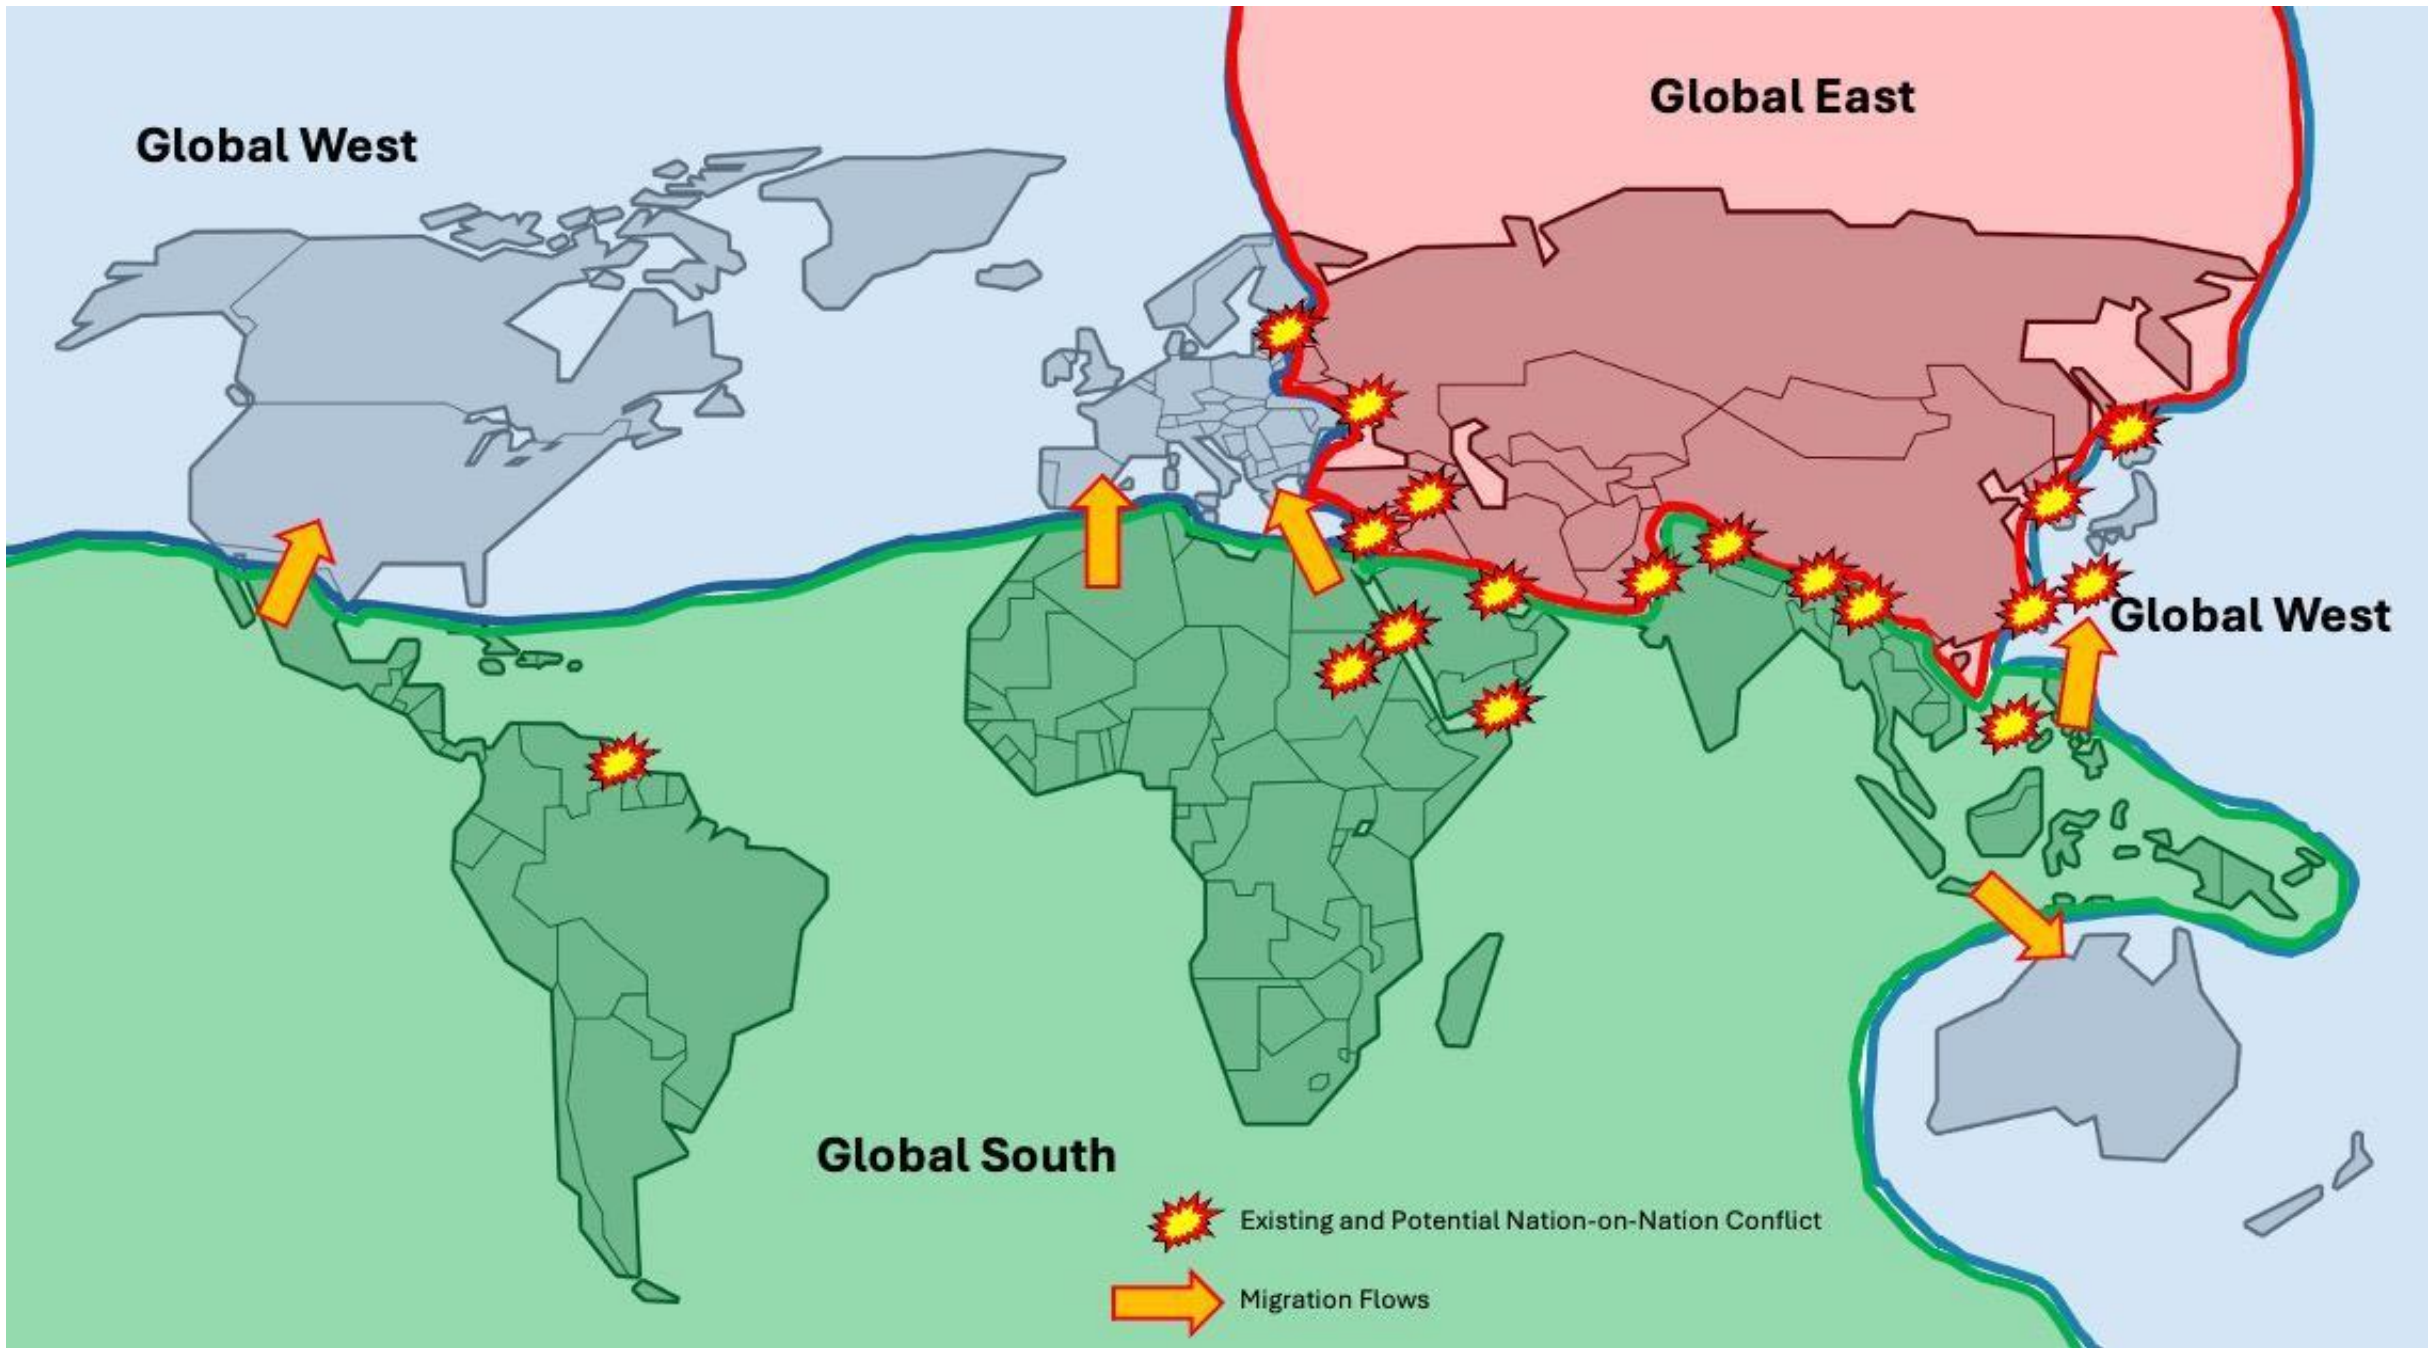 Global East
Global West
Global West
Global South
Existing and Potential Nation-on-Nation Conflict
Migration Flows